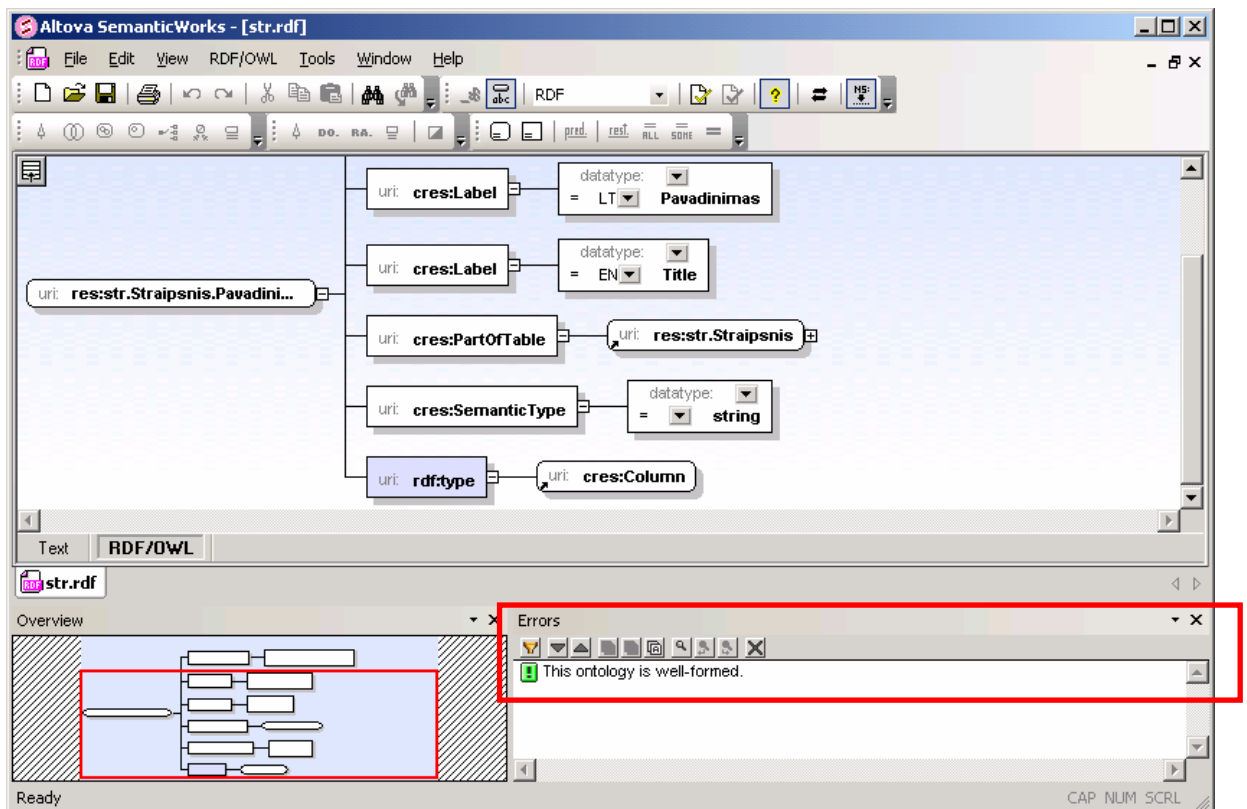 Altova SemanticWorks - [str.rdf]
File Edit View RDF/OWL Tools Window Help
abc RDF ? NS:
DO. RA. pred. rest. ALL SOME =
uri: cres:Label datatype: = LT Pavadinimas
uri: cres:Label datatype: = EN Title
uri: res:str.Straipsnis.Pavadini...
uri: cres:PartOfTable uri: res:str.Straipsnis
uri: cres:SemanticType datatype: = string
uri: rdf:type uri: cres:Column
Text RDF/OWL
RDF str.rdf
Overview Errors
This ontology is well-formed.
Ready CAP NUM SCRL